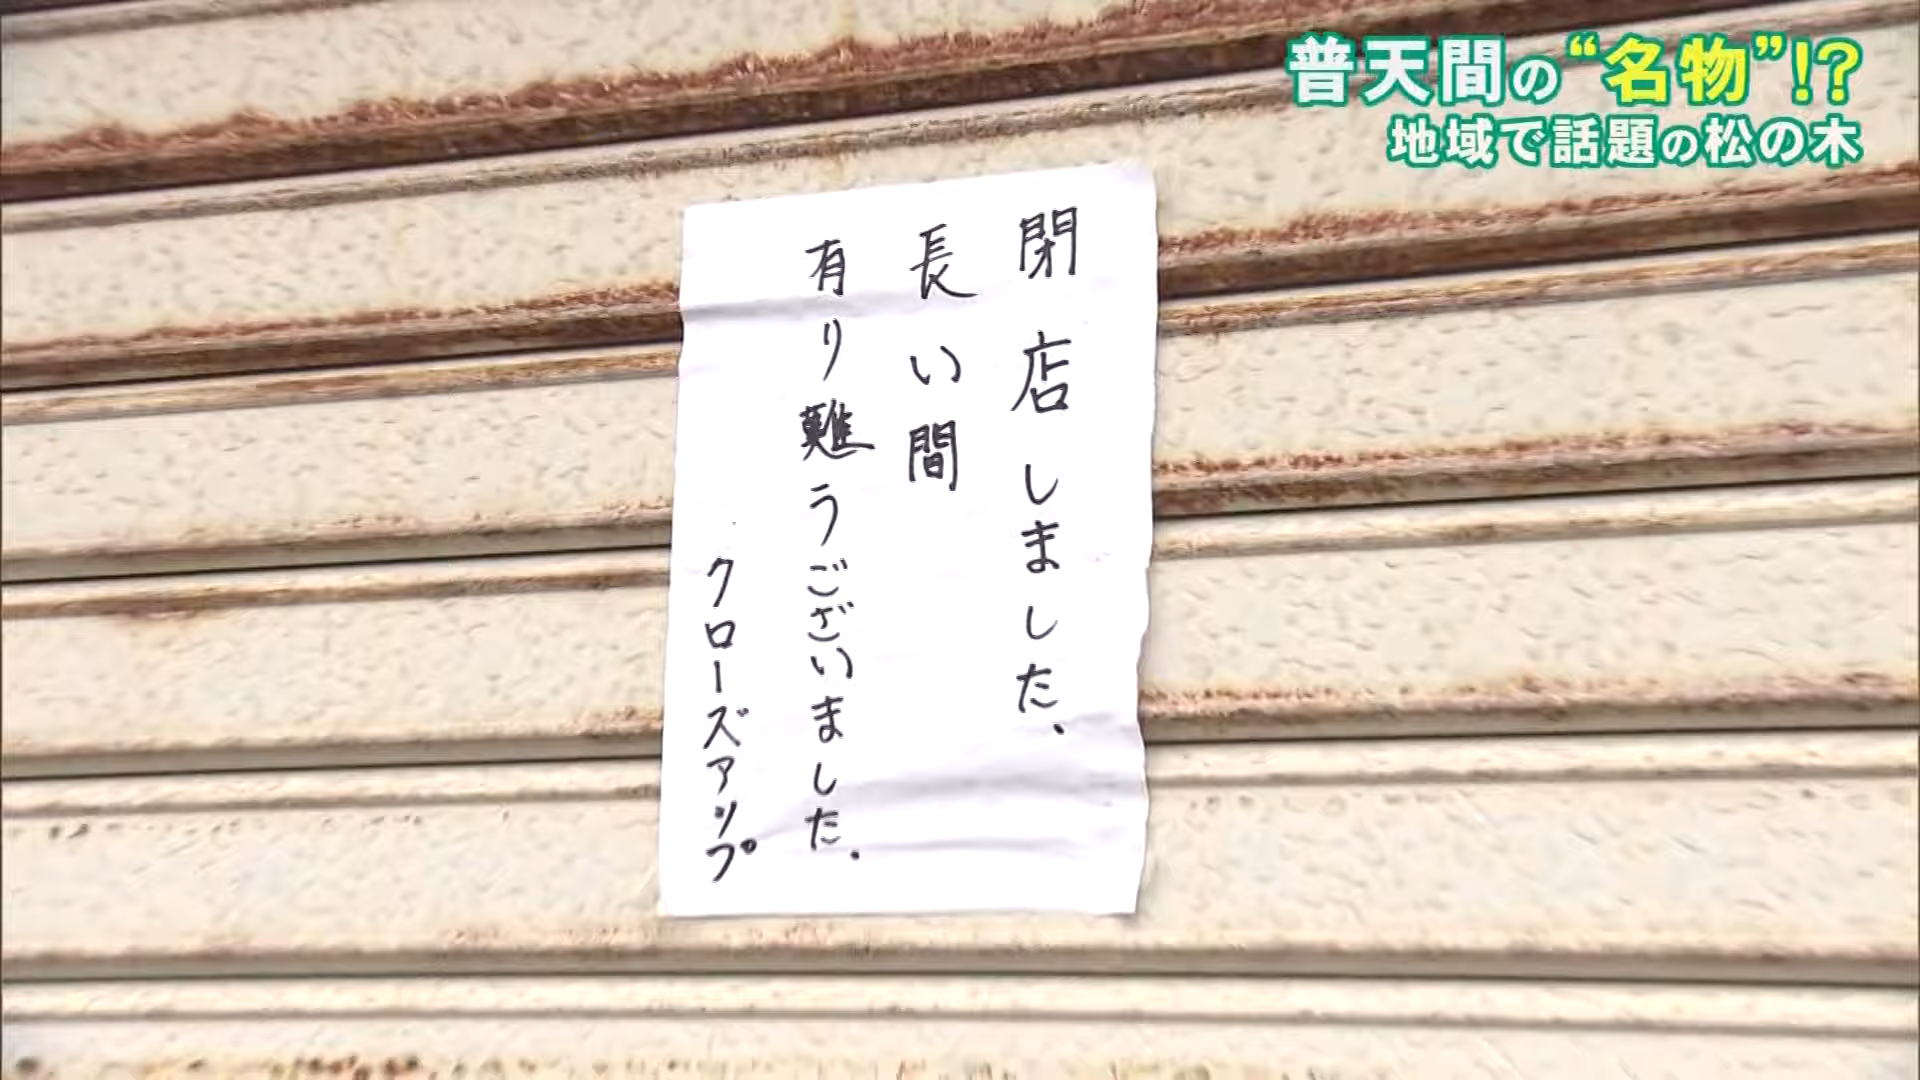 普天間の“名物”!?
地域で話題の松の木
閉店しました.
長い間
有り難うございました.
クローズアップ